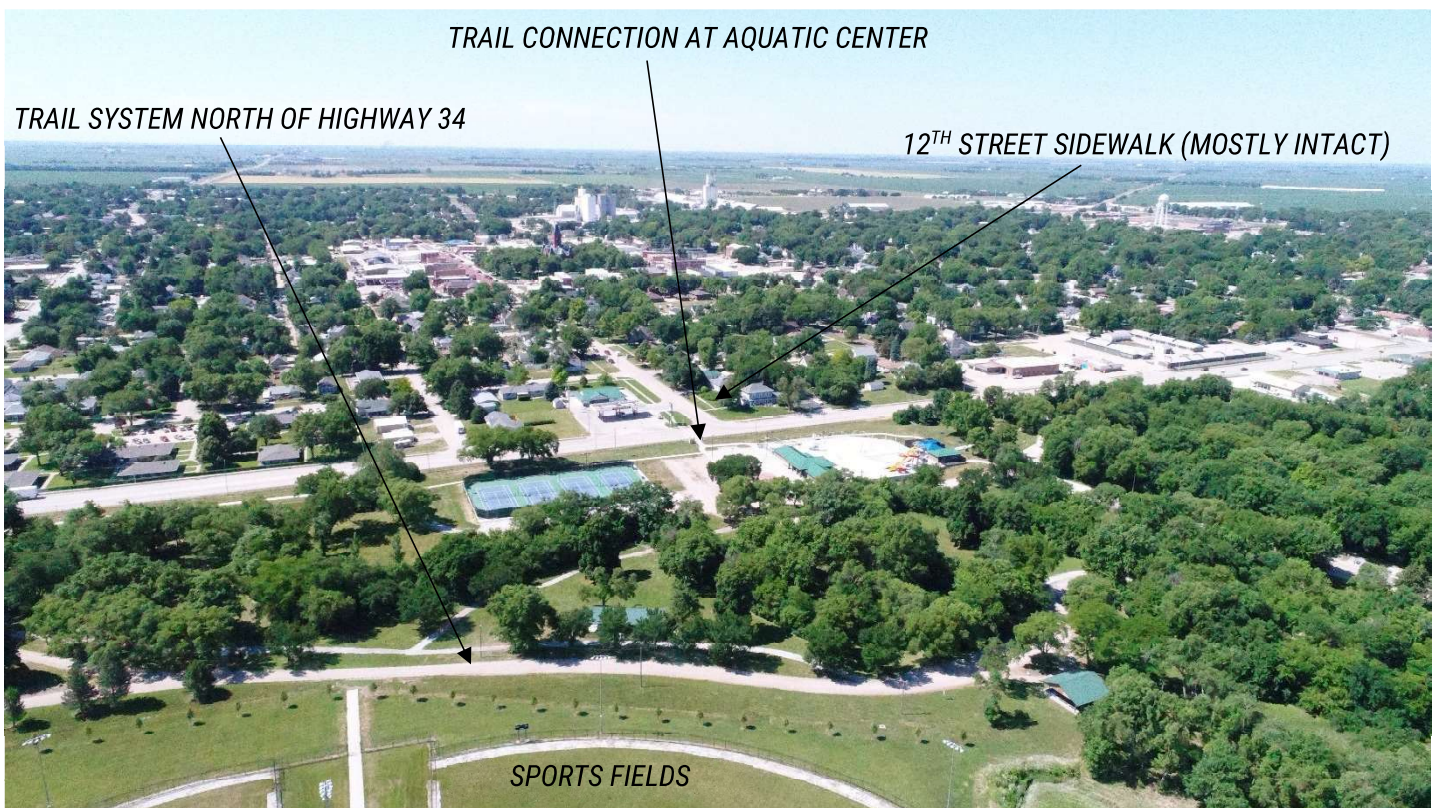 TRAIL CONNECTION AT AQUATIC CENTER
TRAIL SYSTEM NORTH OF HIGHWAY 34
12TH STREET SIDEWALK (MOSTLY INTACT)
SPORTS FIELDS